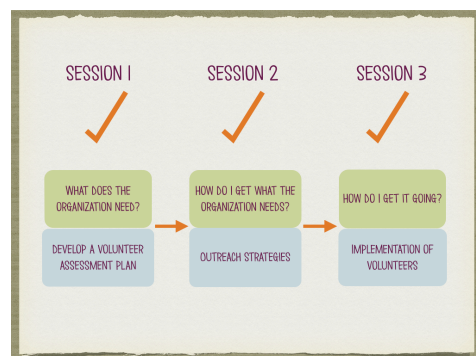 SESSION 1
SESSION 2
SESSION 3
WHAT DOES THE
ORGANIZATION NEED?
DEVELOP A VOLUNTEER
ASSESSMENT PLAN
HOW DO I GET WHAT THE
ORGANIZATION NEEDS?
OUTREACH STRATEGIES
HOW DO I GET IT GOING?
IMPLEMENTATION OF
VOLUNTEERS